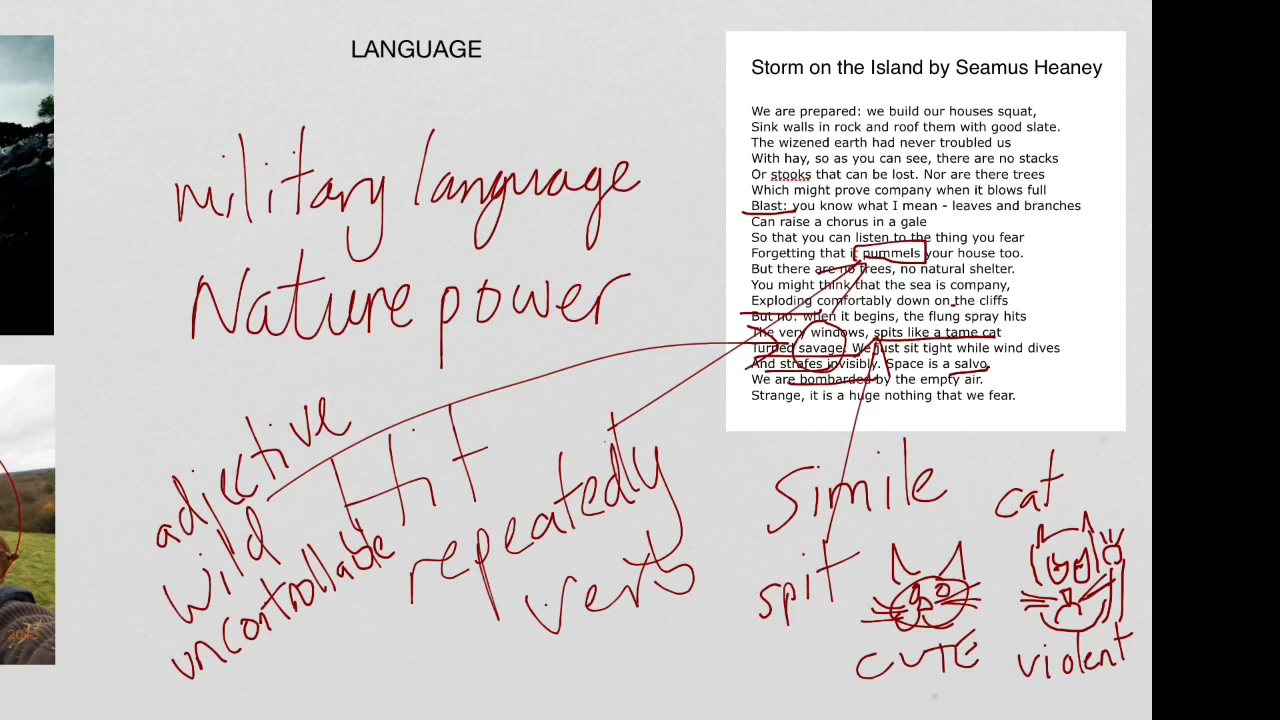 LANGUAGE
Storm on the Island by Seamus Heaney
We are prepared: we build our houses squat,
Sink walls in rock and roof them with good slate.
The wizened earth had never troubled us
With hay, so as you can see, there are no stacks
Or stooks that can be lost. Nor are there trees
Which might prove company when it blows full
Blast: you know what I mean - leaves and branches
Can raise a chorus in a gale
So that you can listen to the thing you fear
Forgetting that it pummels your house too.
But there are no trees, no natural shelter.
You might think that the sea is company,
Exploding comfortably down on the cliffs
But no: when it begins, the flung spray hits
The very windows, spits like a tame cat
Turned savage. We just sit tight while wind dives
And strafes invisibly. Space is a salvo.
We are bombarded by the empty air.
Strange, it is a huge nothing that we fear.
military language
Nature power
adjective
wild
uncontrollable
Hit
repeatedly
verbs
Simile
spit
cat
CUTE
violent